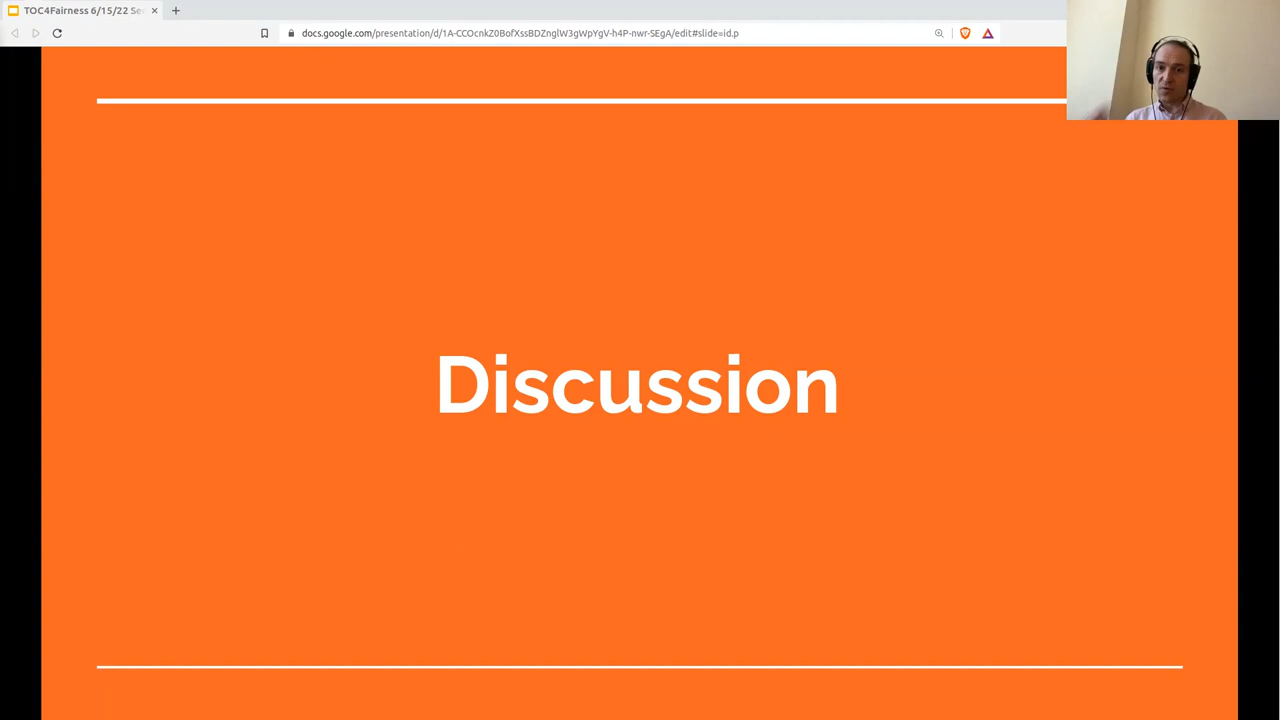 TOC4Fairness 6/15/22 Se
docs.google.com/presentation/d/1A-CCOcnkZ0BofXssBDZnglW3gWpYgV-h4P-nwr-SEgA/edit#slide=id.p
Discussion